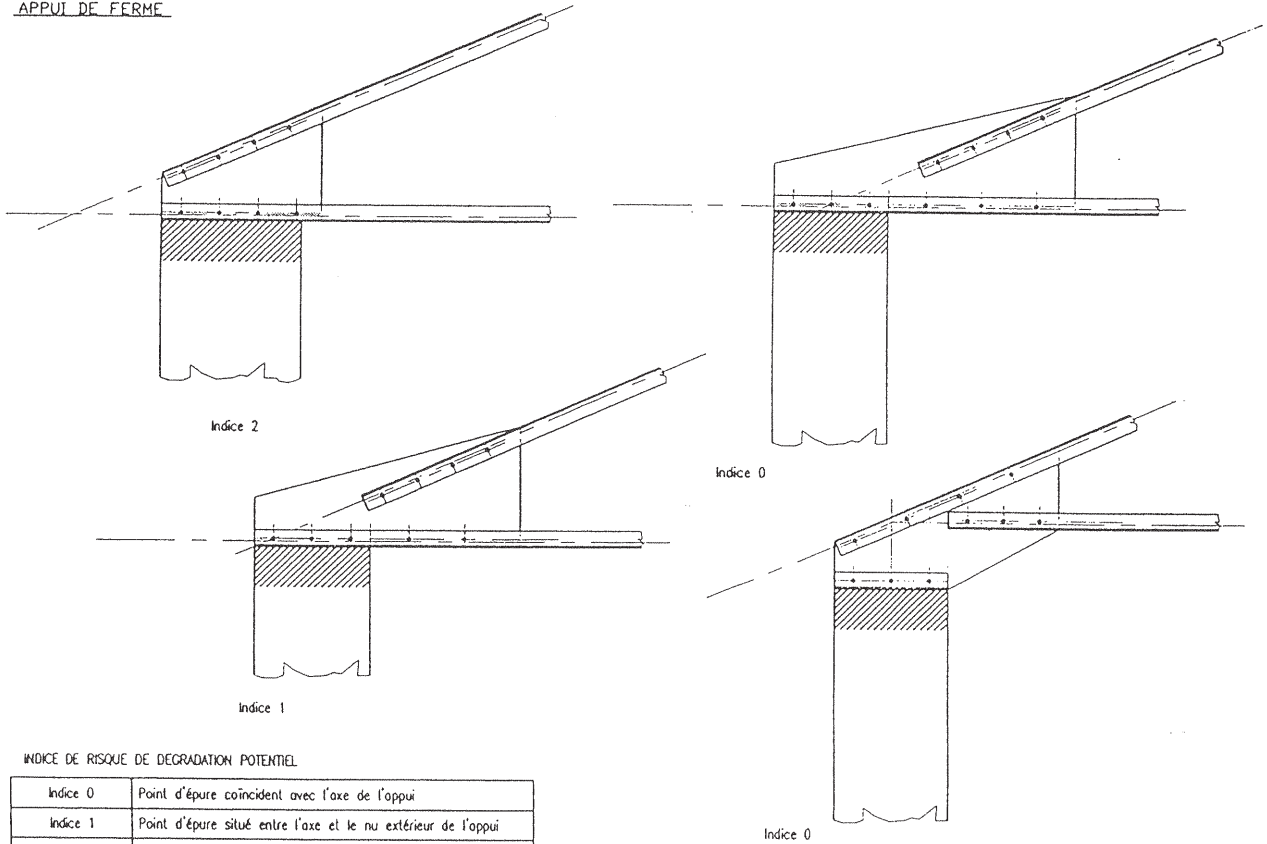 APPUI DE FERME
Indice 2
Indice 0
Indice 1
Indice 0
INDICE DE RISQUE DE DEGRADATION POTENTIEL
Indice 0 Point d'épure coïncident avec l'axe de l'appui
Indice 1 Point d'épure situé entre l'axe et le nu extérieur de l'appui